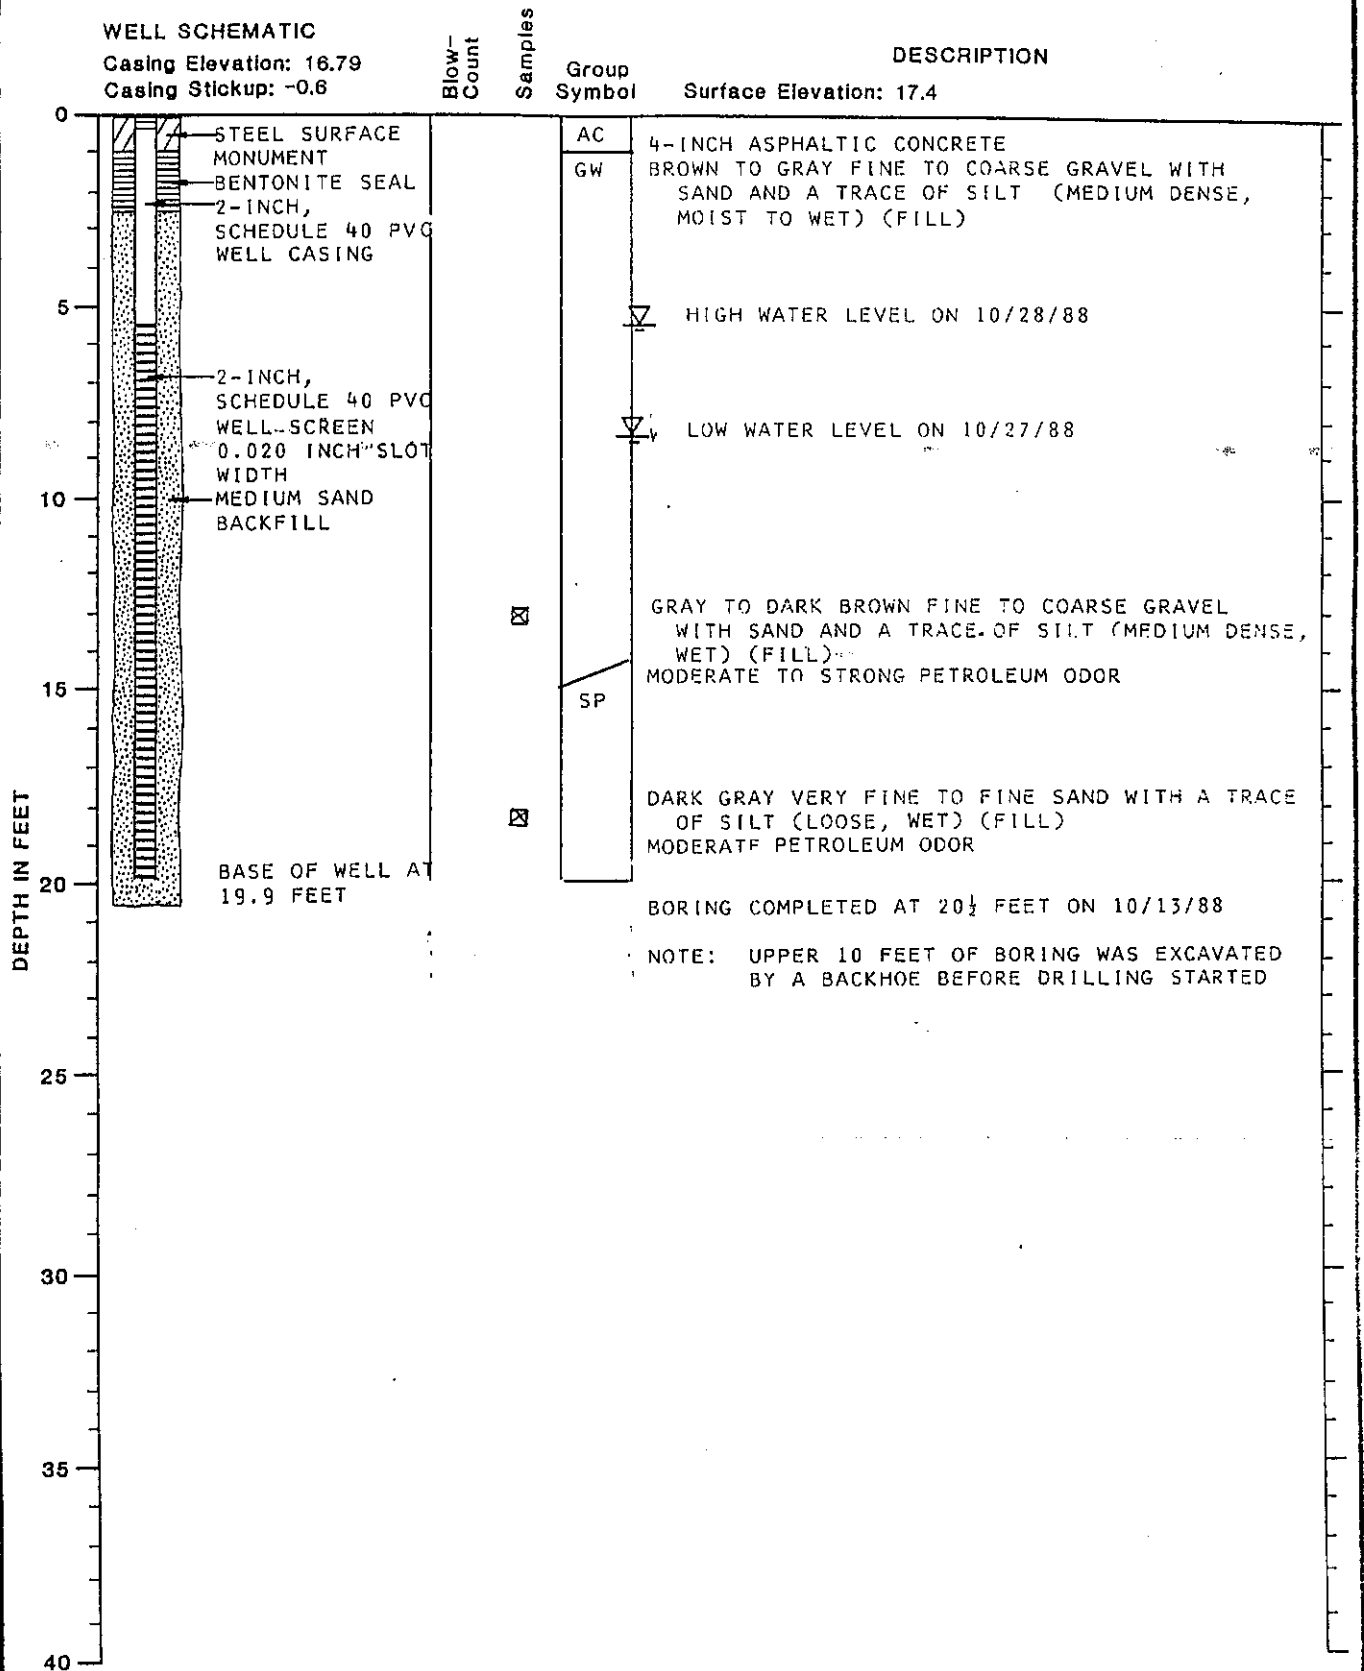 WELL SCHEMATIC
Casing Elevation: 16.79
Casing Stickup: -0.6
Blow-
Count
Samples
Group
Symbol
DESCRIPTION
Surface Elevation: 17.4
0
STEEL SURFACE
MONUMENT
BENTONITE SEAL
2-INCH,
SCHEDULE 40 PVC
WELL CASING
AC
GW
4-INCH ASPHALTIC CONCRETE
BROWN TO GRAY FINE TO COARSE GRAVEL WITH
SAND AND A TRACE OF SILT (MEDIUM DENSE,
MOIST TO WET) (FILL)
5
HIGH WATER LEVEL ON 10/28/88
2-INCH,
SCHEDULE 40 PVC
WELL-SCREEN
0.020 INCH SLOT
WIDTH
LOW WATER LEVEL ON 10/27/88
10
MEDIUM SAND
BACKFILL
GRAY TO DARK BROWN FINE TO COARSE GRAVEL
WITH SAND AND A TRACE OF SILT (MEDIUM DENSE,
WET) (FILL)
MODERATE TO STRONG PETROLEUM ODOR
15
SP
DARK GRAY VERY FINE TO FINE SAND WITH A TRACE
OF SILT (LOOSE, WET) (FILL)
MODERATE PETROLEUM ODOR
DEPTH IN FEET
20
BASE OF WELL AT
19.9 FEET
BORING COMPLETED AT 20½ FEET ON 10/13/88
NOTE: UPPER 10 FEET OF BORING WAS EXCAVATED
BY A BACKHOE BEFORE DRILLING STARTED
25
30
35
40